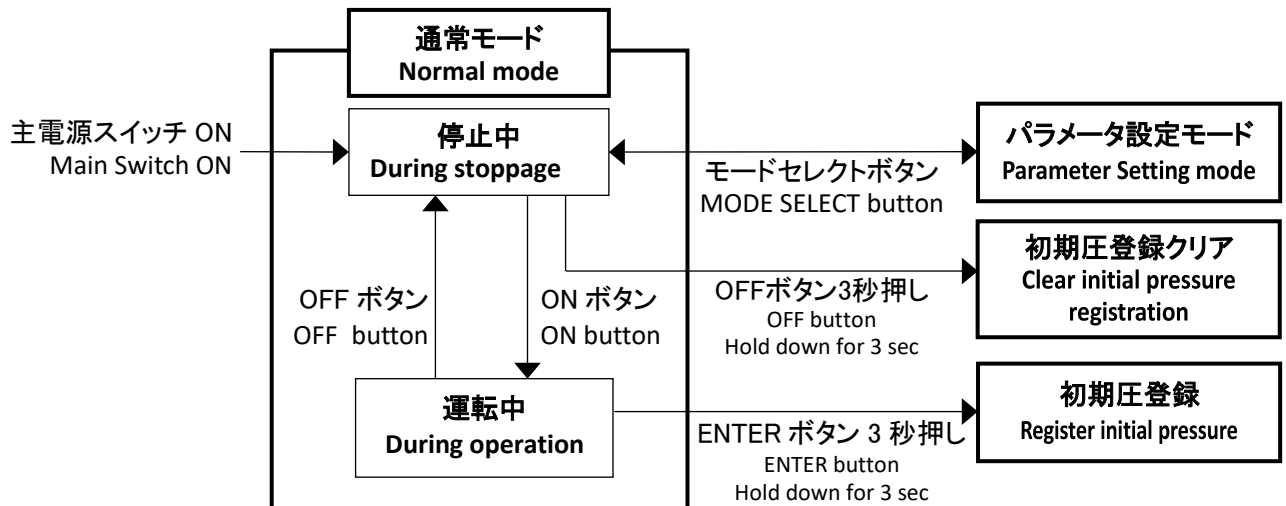 通常モード
Normal mode
主電源スイッチ ON
Main Switch ON
停止中
During stoppage
モードセレクトボタン
MODE SELECT button
パラメータ設定モード
Parameter Setting mode
OFF ボタン
OFF button
ON ボタン
ON button
OFFボタン3秒押し
OFF button
Hold down for 3 sec
初期圧登録クリア
Clear initial pressure
registration
運転中
During operation
ENTER ボタン 3 秒押し
ENTER button
Hold down for 3 sec
初期圧登録
Register initial pressure